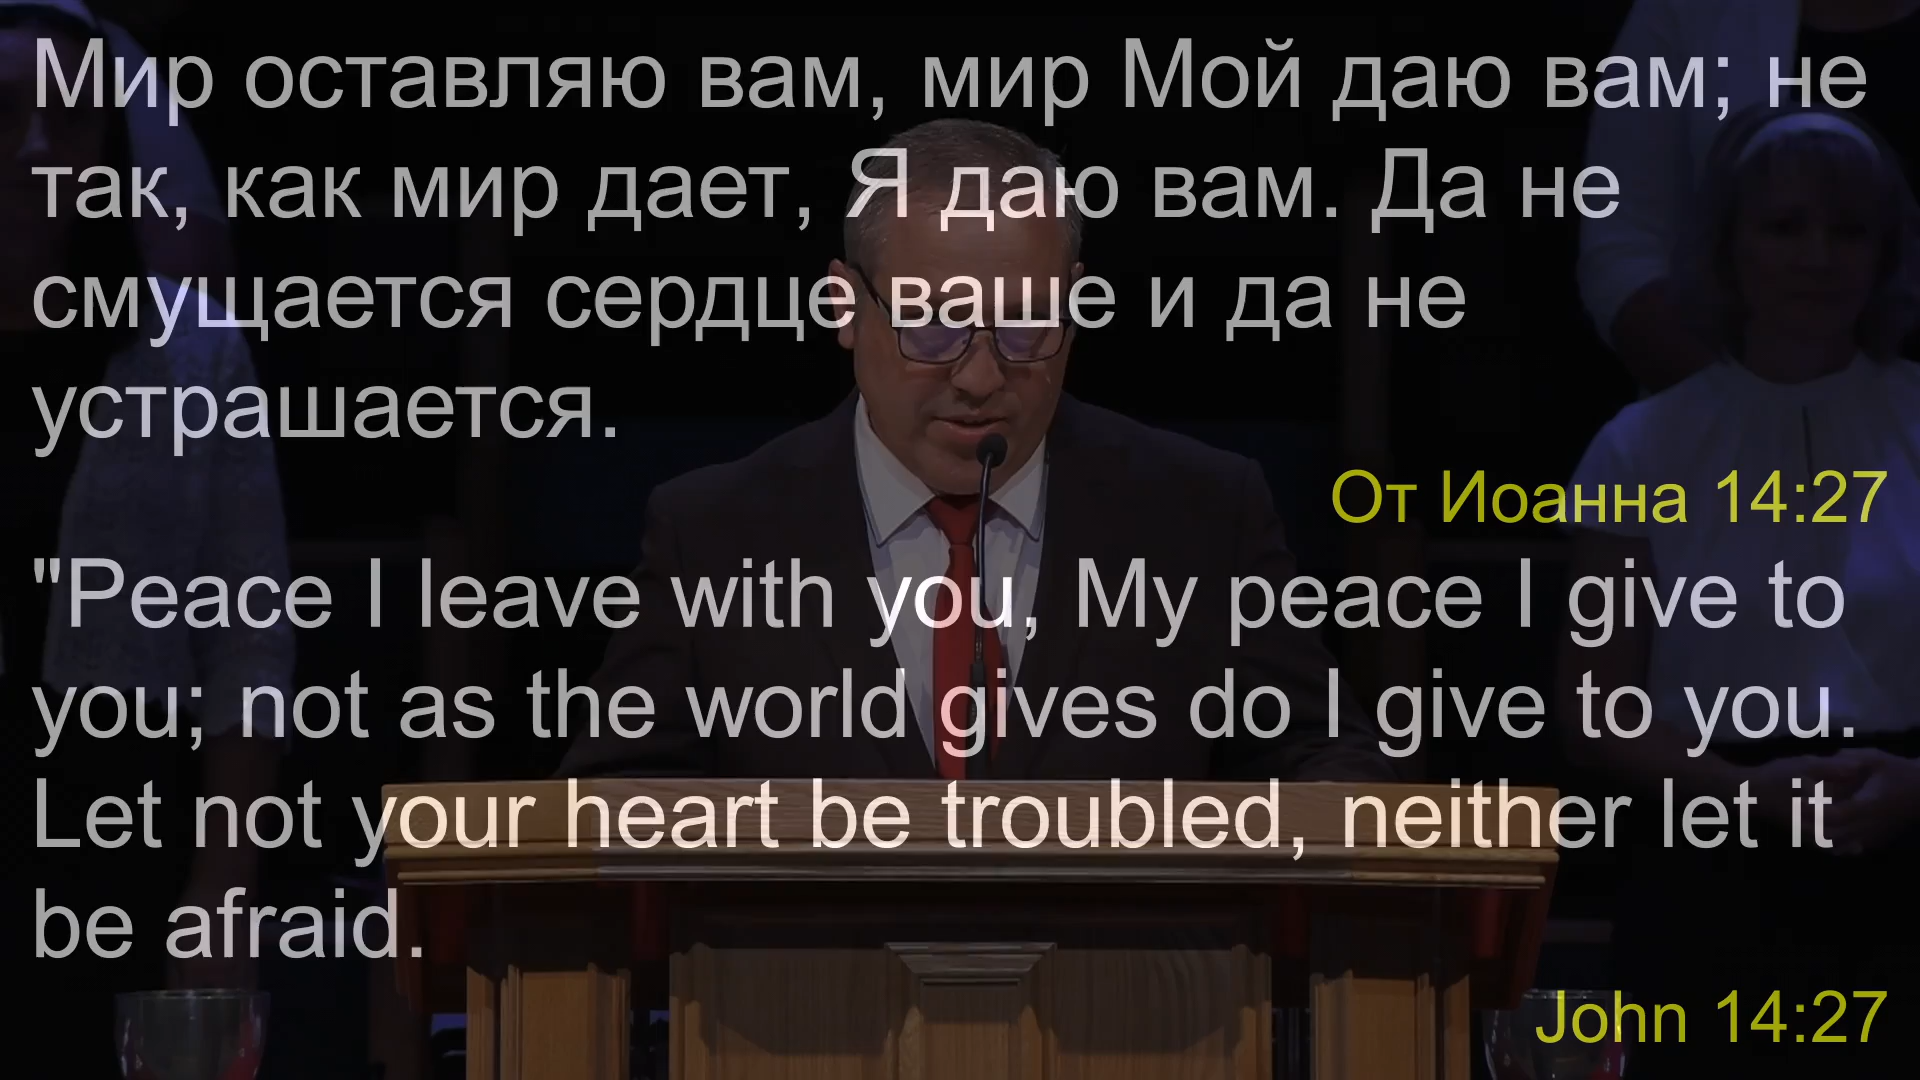 Мир оставляю вам, мир Мой даю вам; не
так, как мир дает, Я даю вам. Да не
смущается сердце ваше и да не
устрашается.
От Иоанна 14:27
"Peace I leave with you, My peace I give to
you; not as the world gives do I give to you.
Let not your heart be troubled, neither let it
be afraid.
John 14:27